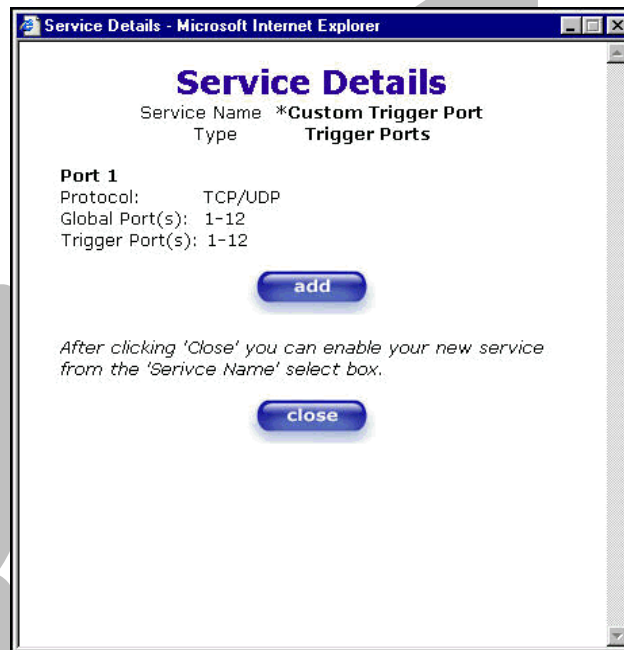 Service Details - Microsoft Internet Explorer
Service Details
Service Name *Custom Trigger Port
Type Trigger Ports
Port 1
Protocol: TCP/UDP
Global Port(s): 1-12
Trigger Port(s): 1-12
add
After clicking 'Close' you can enable your new service
from the 'Serivce Name' select box.
close